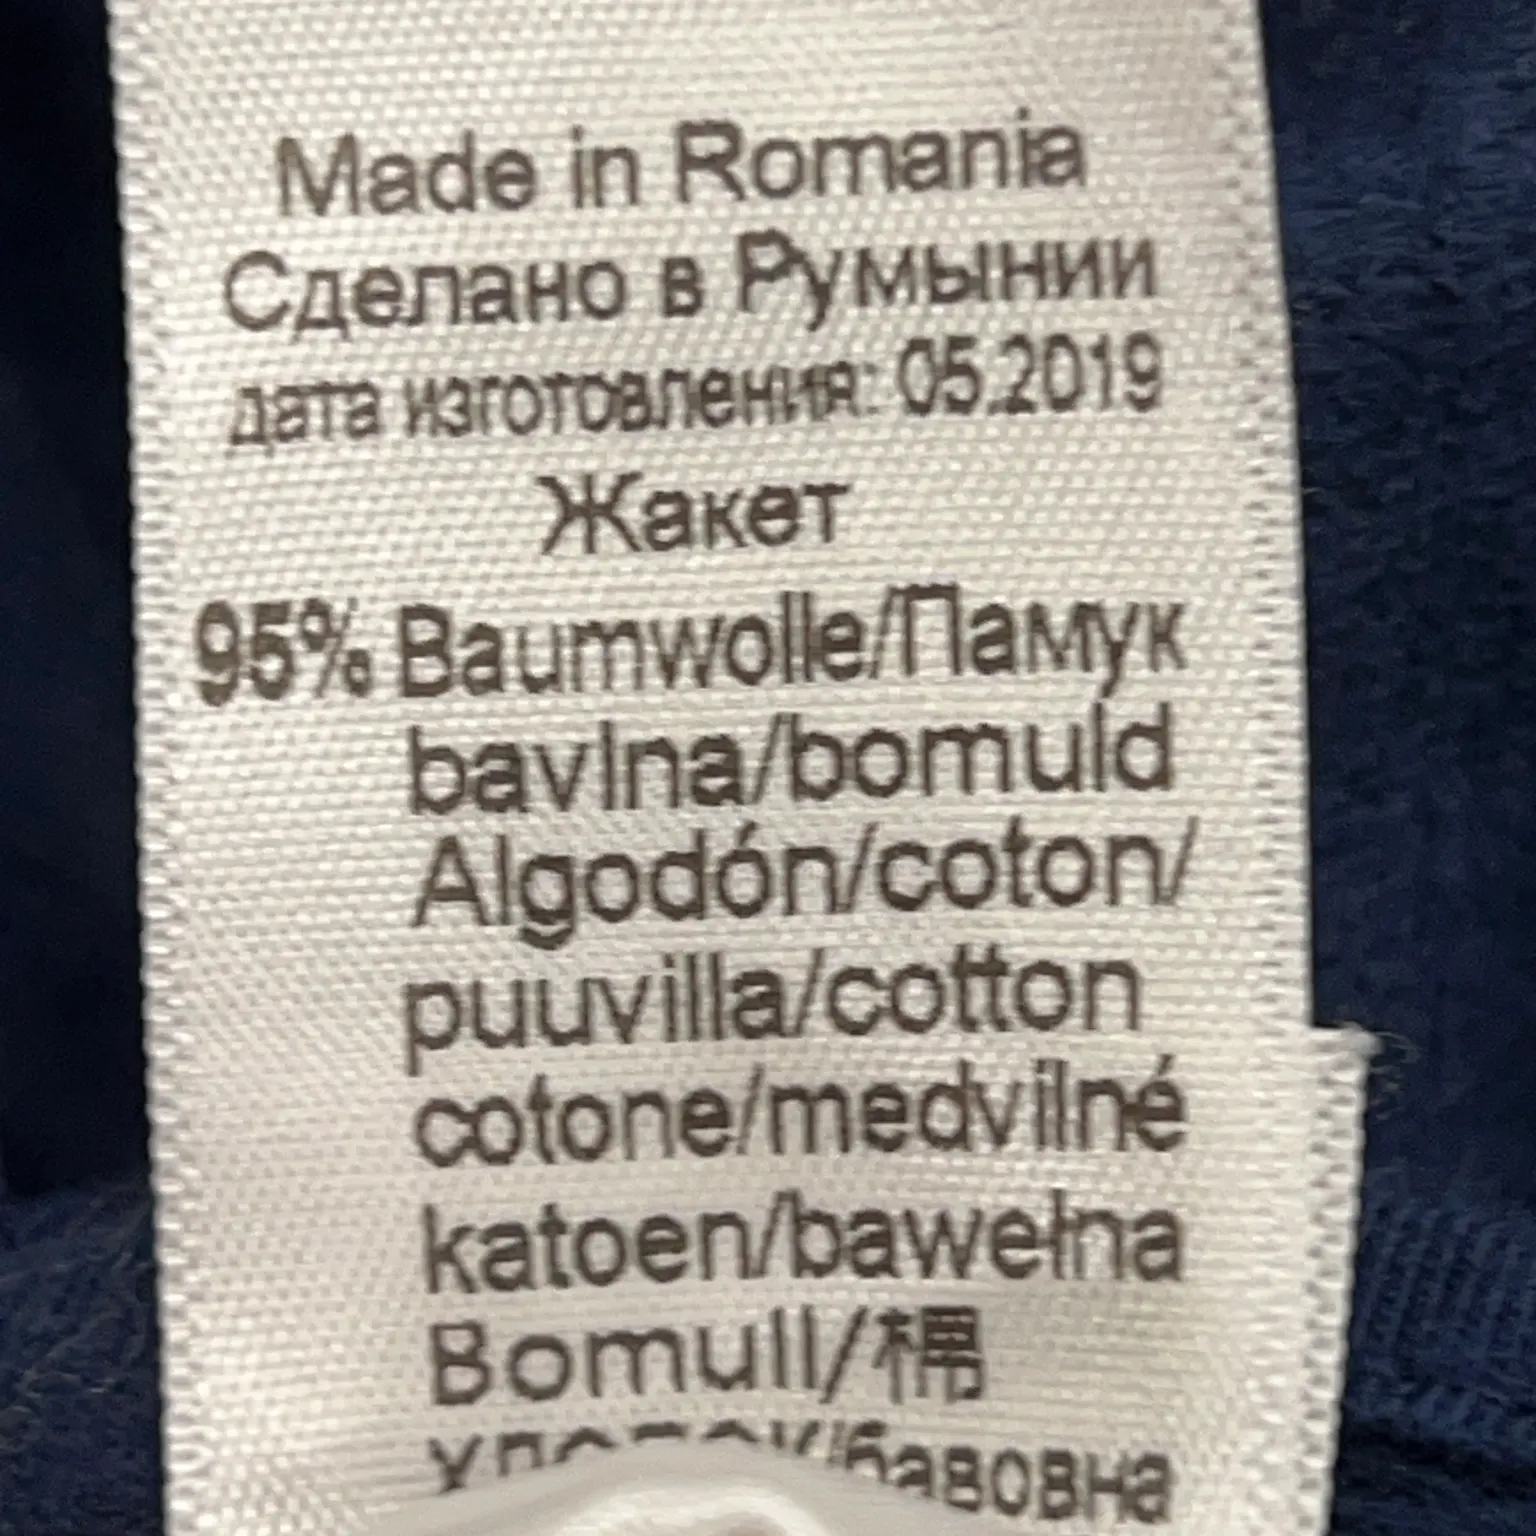 Made in Romania
Сделано в Румынии
дата изготовления: 05.2019
Жакет
95% Baumwolle/Памук
bavlna/bomuld
Algodón/coton/
puuvilla/cotton
cotone/medvilné
katoen/bawełna
Bomull/棉
хлопок/бавовна